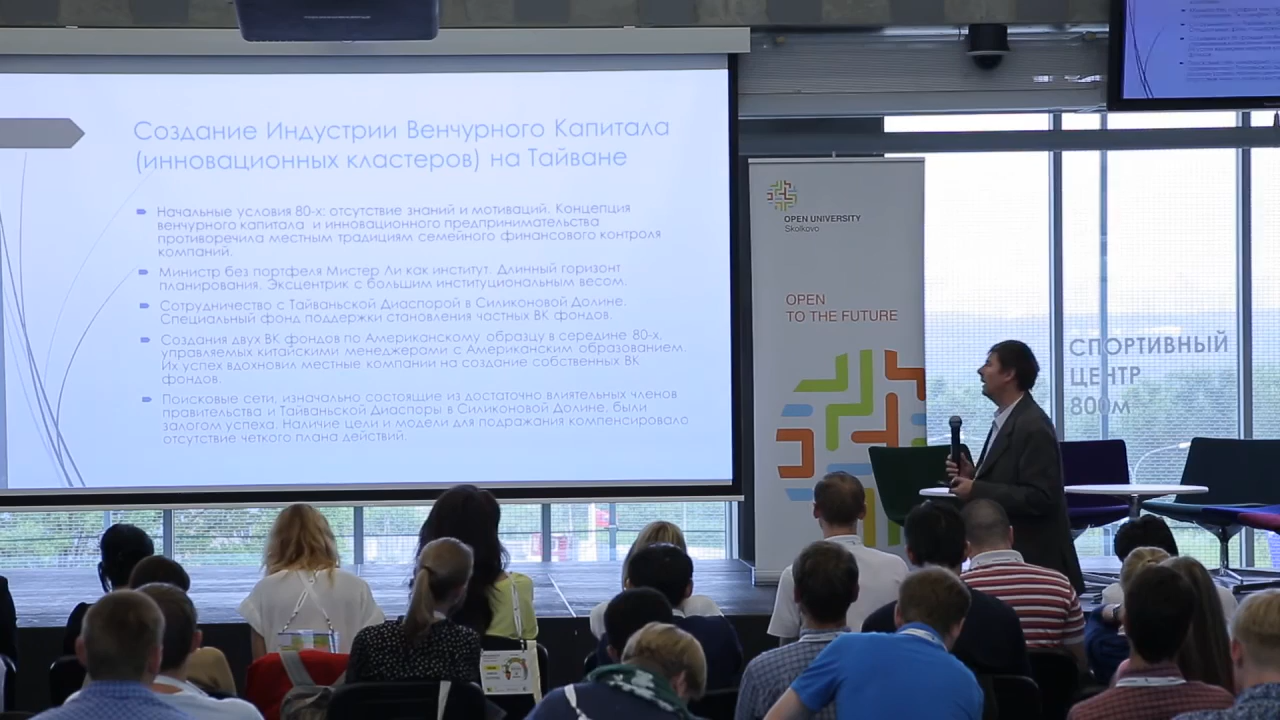 Создание Индустрии Венчурного Капитала
(инновационных кластеров) на Тайване
Начальные условия 80-х: отсутствие знаний и мотиваций. Концепция
венчурного капитала и инновационного предпринимательства
противоречила местным традициям семейного финансового контроля
компаний.
Министр без портфеля Мистер Ли как институт. Длинный горизонт
планирования. Эксцентрик с большим институциональным весом.
Сотрудничество с Тайваньской Диаспорой в Силиконовой Долине.
Специальный фонд поддержки становления частных ВК фондов.
Создания двух ВК фондов по Американскому образцу в середине 80-х,
управляемых китайскими менеджерами с Американским образованием.
Их успех вдохновил местные компании на создание собственных ВК
фондов.
Поисковые сети, изначально состоящие из достаточно влиятельных членов
правительства и Тайваньской Диаспоры в Силиконовой Долине, были
залогом успеха. Наличие цели и модели для подражания компенсировало
отсутствие четкого плана действий.
OPEN UNIVERSITY
Skolkovo
OPEN
TO THE FUTURE
СПОРТИВНЫЙ
ЦЕНТР
800м